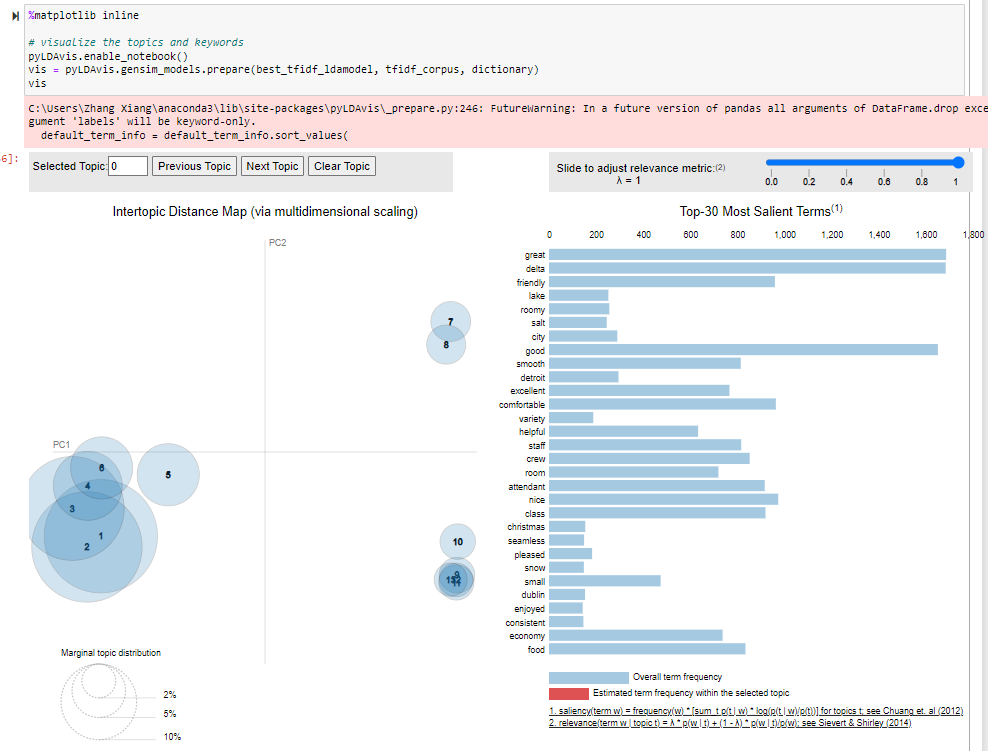 %matplotlib inline
# visualize the topics and keywords
pyLDAvis.enable_notebook()
vis = pyLDAvis.gensim_models.prepare(best_tfidf_ldamodel, tfidf_corpus, dictionary)
vis
C:\Users\Zhang Xiang\anaconda3\lib\site-packages\pyLDAvis\_prepare.py:246: FutureWarning: In a future version of pandas all arguments of DataFrame.drop exce
gument 'labels' will be keyword-only.
default_term_info = default_term_info.sort_values(
6]:
Selected Topic: 0 Previous Topic Next Topic Clear Topic
Slide to adjust relevance metric:(2)
λ = 1
0.0 0.2 0.4 0.6 0.8 1
Intertopic Distance Map (via multidimensional scaling)
PC2
PC1
7
8
6
5
4
3
1
2
10
Marginal topic distribution
2%
5%
10%
Top-30 Most Salient Terms(1)
0 200 400 600 800 1,000 1,200 1,400 1,600 1,800
great
delta
friendly
lake
roomy
salt
city
good
smooth
detroit
excellent
comfortable
variety
helpful
staff
crew
room
attendant
nice
class
christmas
seamless
pleased
snow
small
dublin
enjoyed
consistent
economy
food
Overall term frequency
Estimated term frequency within the selected topic
1. saliency(term w) = frequency(w) * [sum_t p(t | w) * log(p(t | w)/p(t))] for topics t; see Chuang et. al (2012)
2. relevance(term w | topic t) = λ * p(w | t) + (1 - λ) * p(w | t)/p(w); see Sievert & Shirley (2014)